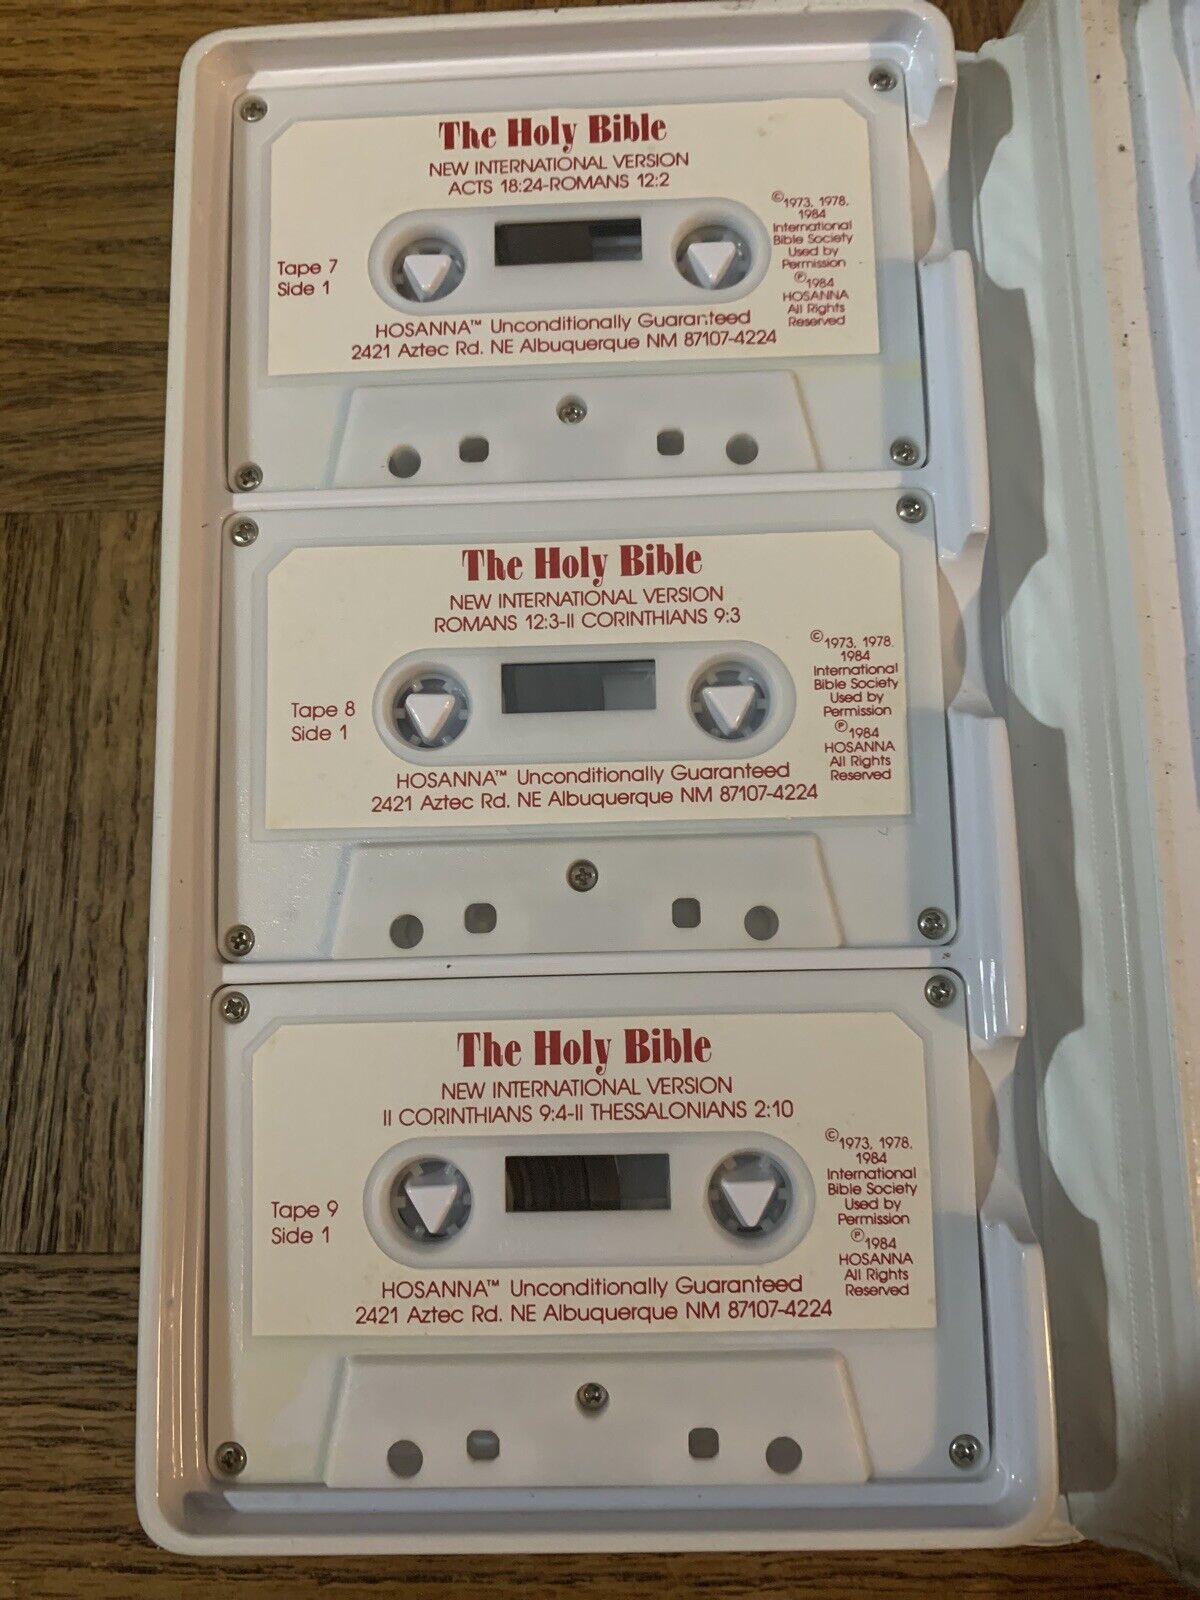 The Holy Bible
NEW INTERNATIONAL VERSION
ACTS 18:24-ROMANS 12:2
Tape 7
Side 1
©1973, 1978,
1984
International
Bible Society
Used by
Permission
℗1984
HOSANNA
All Rights
Reserved
HOSANNA™ Unconditionally Guaranteed
2421 Aztec Rd. NE Albuquerque NM 87107-4224
The Holy Bible
NEW INTERNATIONAL VERSION
ROMANS 12:3-II CORINTHIANS 9:3
Tape 8
Side 1
©1973, 1978,
1984
International
Bible Society
Used by
Permission
℗1984
HOSANNA
All Rights
Reserved
HOSANNA™ Unconditionally Guaranteed
2421 Aztec Rd. NE Albuquerque NM 87107-4224
The Holy Bible
NEW INTERNATIONAL VERSION
II CORINTHIANS 9:4-II THESSALONIANS 2:10
Tape 9
Side 1
©1973, 1978,
1984
International
Bible Society
Used by
Permission
℗1984
HOSANNA
All Rights
Reserved
HOSANNA™ Unconditionally Guaranteed
2421 Aztec Rd. NE Albuquerque NM 87107-4224